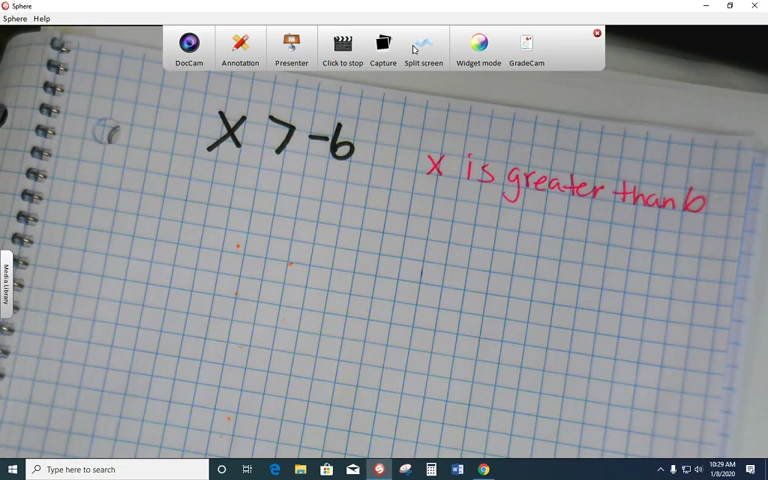 Sphere
Sphere Help
DocCam Annotation Presenter Click to stop Capture Split screen Widget mode GradeCam
X > -6
x is greater than 6
Media Library
Type here to search
10:29 AM
1/8/2020